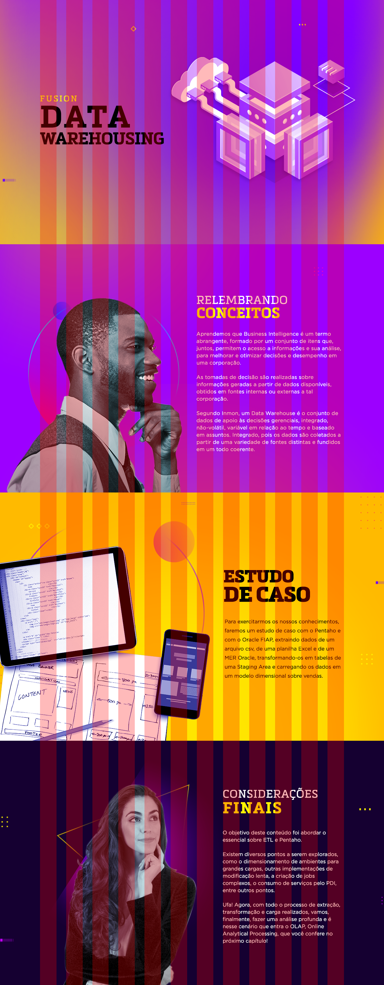 FUSION
DATA
WAREHOUSING
RELEMBRANDO
CONCEITOS
Aprendemos que Business Intelligence é um termo
abrangente, formado por um conjunto de itens que,
juntos, permitem o acesso a informações e sua análise,
para melhorar e otimizar decisões e desempenho em
uma corporação.
As tomadas de decisão são realizadas sobre
informações geradas a partir de dados disponíveis,
obtidos em fontes internas ou externas a tal
corporação.
Segundo Inmon, um Data Warehouse é o conjunto de
dados de apoio às decisões gerenciais, integrado,
não-volátil, variável em relação ao tempo e baseado
em assuntos. Integrado, pois os dados são coletados a
partir de uma variedade de fontes distintas e fundidos
em um todo coerente.
ESTUDO
DE CASO
Para exercitarmos os nossos conhecimentos,
faremos um estudo de caso com o Pentaho e
com o Oracle FIAP, extraindo dados de um
arquivo csv, de uma planilha Excel e de um
MER Oracle, transformando-os em tabelas de
uma Staging Area e carregando os dados em
um modelo dimensional sobre vendas.
CONTENT
CONSIDERAÇÕES
FINAIS
O objetivo deste conteúdo foi abordar o
essencial sobre ETL e Pentaho.
Existem diversos pontos a serem explorados,
como o dimensionamento de ambientes para
grandes cargas, outras implementações de
modificação lenta, a criação de jobs
complexos, o consumo de serviços pelo PDI,
entre outros pontos.
Ufa! Agora, com todo o processo de extração,
transformação e carga realizados, vamos,
finalmente, fazer uma análise profunda e é
nesse cenário que entra o OLAP, Online
Analytical Processing, que você confere no
próximo capítulo!